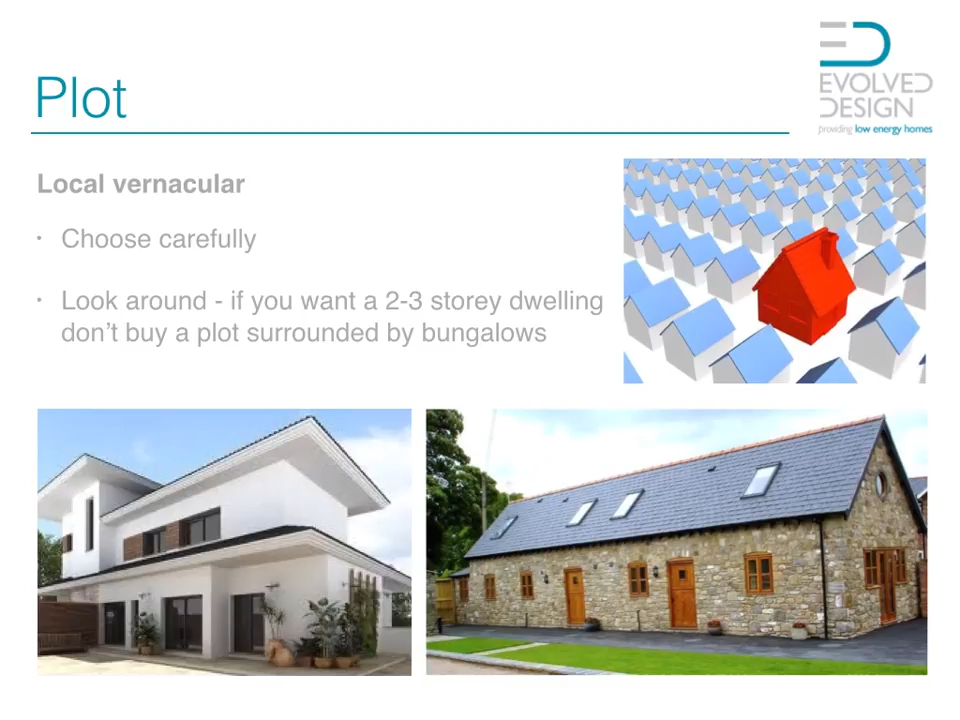 Plot
EVOLVED
DESIGN
providing low energy homes
Local vernacular
· Choose carefully
· Look around - if you want a 2-3 storey dwelling
don’t buy a plot surrounded by bungalows